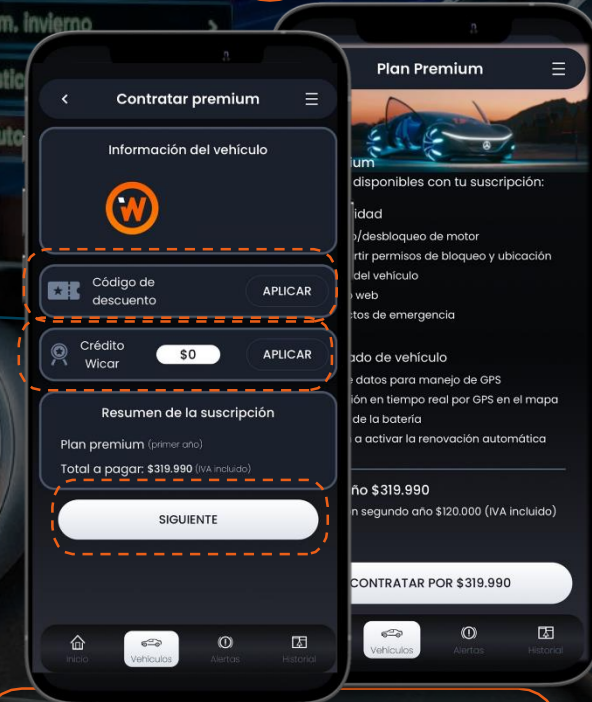 m. Invierno
Contratar premium
Información del vehículo
W
Código de
descuento
APLICAR
Crédito
Wicar
$0
APLICAR
Resumen de la suscripción
Plan premium (primer año)
Total a pagar: $319.990 (IVA incluido)
SIGUIENTE
Inicio
Vehículos
Alertas
Historial
Plan Premium
ium
disponibles con tu suscripción:
idad
o/desbloqueo de motor
rtir permisos de bloqueo y ubicación
del vehículo
web
ctos de emergencia
ado de vehículo
datos para manejo de GPS
ión en tiempo real por GPS en el mapa
de la batería
a activar la renovación automática
ño $319.990
n segundo año $120.000 (IVA incluido)
CONTRATAR POR $319.990
Vehículos
Alertas
Historial